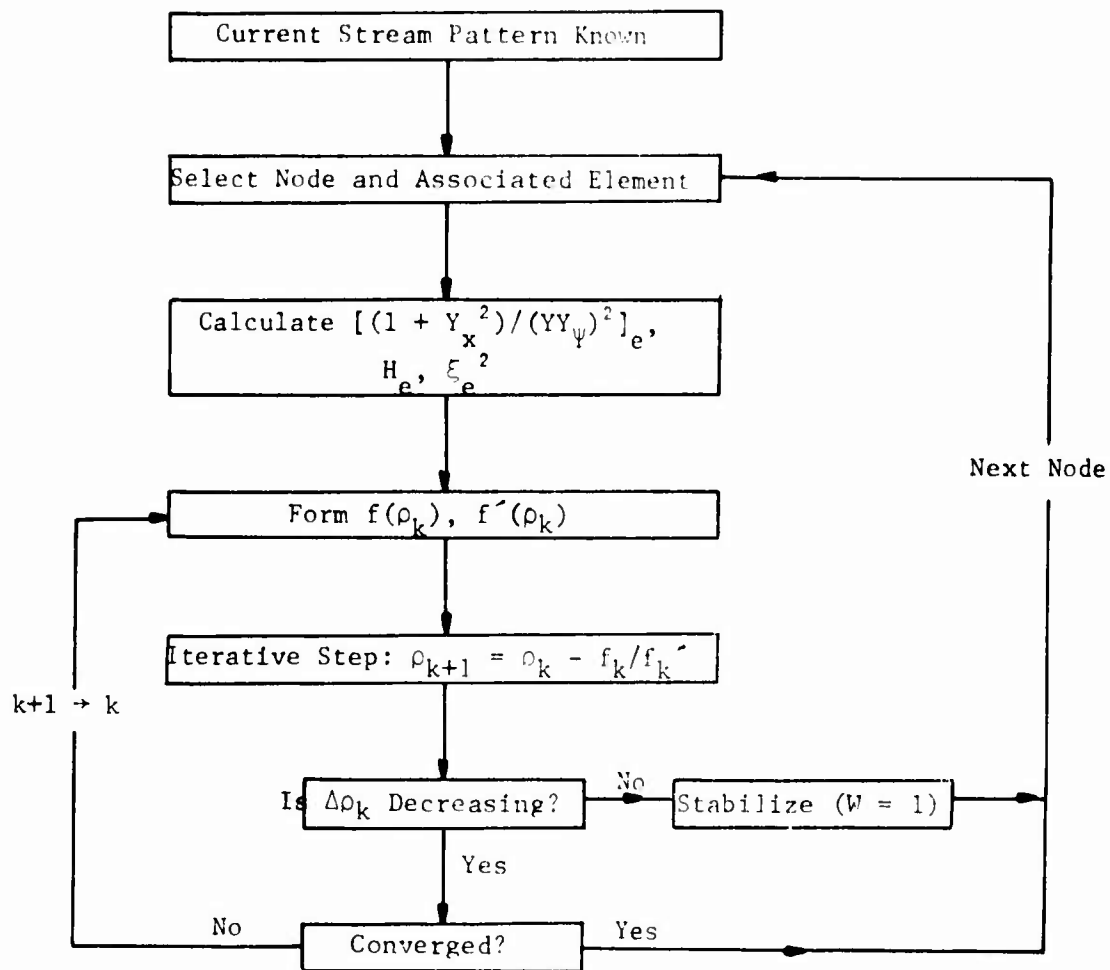 Current Stream Pattern Known
Select Node and Associated Element
Calculate [(1 + Yₓ²)/(YY_ψ)²]ₑ,
Hₑ, ξₑ²
Next Node
Form f(ρₖ), f´(ρₖ)
Iterative Step: ρₖ₊₁ = ρₖ - fₖ/fₖ´
k+1 → k
Is Δρₖ Decreasing?
No
Stabilize (W = 1)
Yes
No
Converged?
Yes